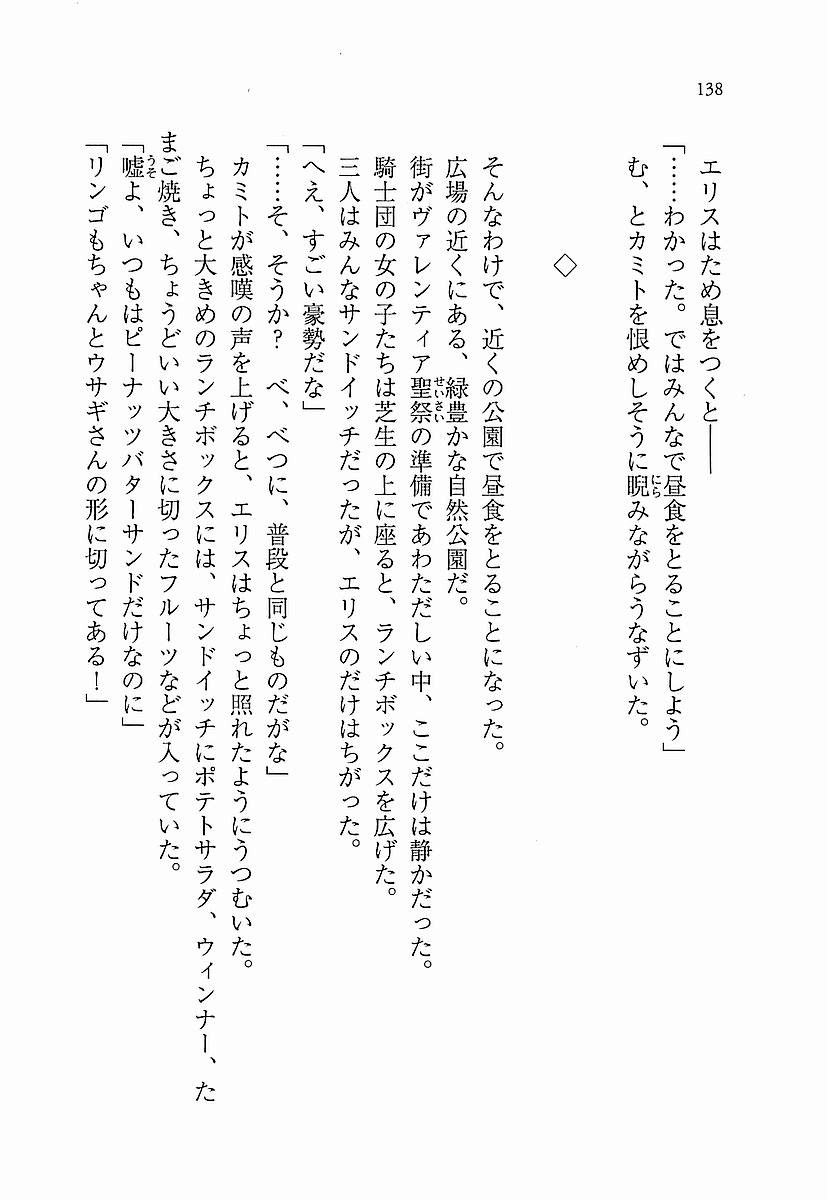 138
エリスはため息をつくと――
「……わかった。ではみんなで昼食をとることにしよう」
む、とカミトを恨めしそうに睨みながらうなずいた。
にら
◇
そんなわけで、近くの公園で昼食をとることになった。
広場の近くにある、緑豊かな自然公園だ。
街がヴァレンティア聖祭の準備であわただしい中、ここだけは静かだった。
せいさい
騎士団の女の子たちは芝生の上に座ると、ランチボックスを広げた。
三人はみんなサンドイッチだったが、エリスのだけはちがった。
「へえ、すごい豪勢だな」
「……そ、そうか？　べ、べつに、普段と同じものだがな」
カミトが感嘆の声を上げると、エリスはちょっと照れたようにうつむいた。
ちょっと大きめのランチボックスには、サンドイッチにポテトサラダ、ウィンナー、た
まご焼き、ちょうどいい大きさに切ったフルーツなどが入っていた。
「嘘よ、いつもはピーナッツバターサンドだけなのに」
うそ
「リンゴもちゃんとウサギさんの形に切ってある！」